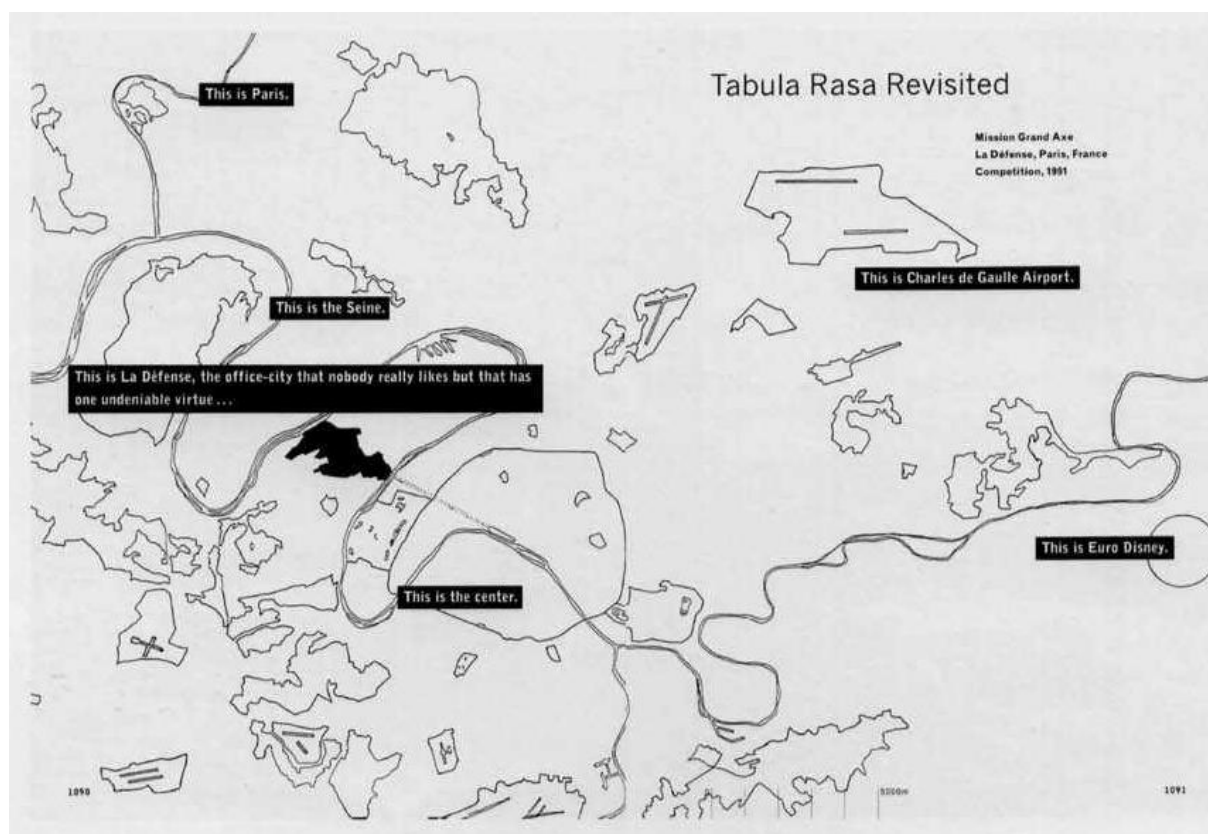 This is Paris.
Tabula Rasa Revisited
Mission Grand Axe
La Défense, Paris, France
Competition, 1991
This is Charles de Gaulle Airport.
This is the Seine.
This is La Défense, the office-city that nobody really likes but that has
one undeniable virtue ...
This is Euro Disney.
This is the center.
1090
5000m
1091